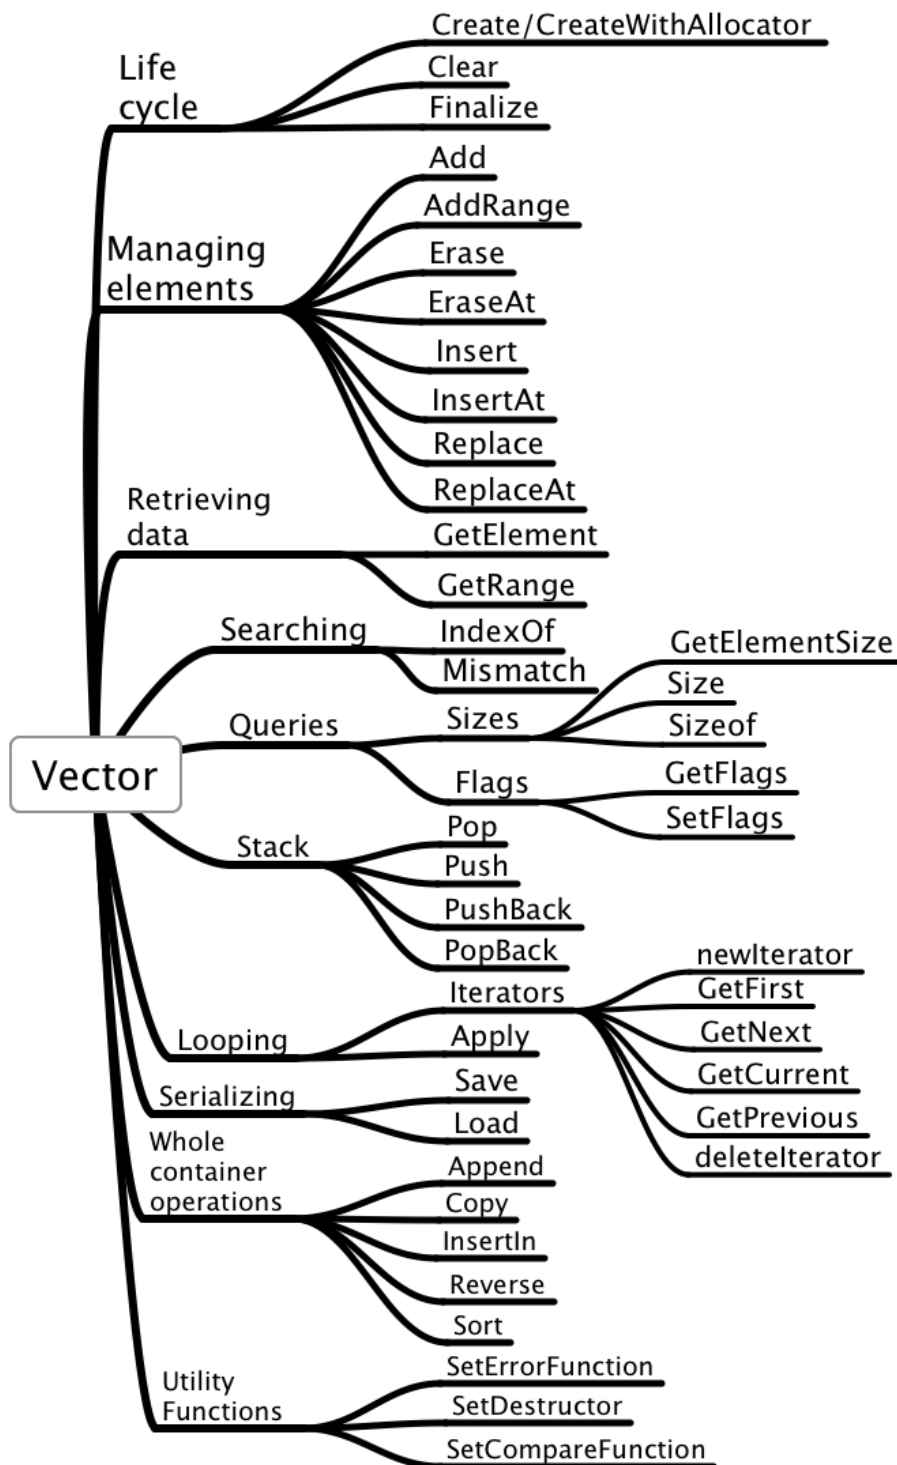 Create/CreateWithAllocator
Life
cycle
Clear
Finalize
Add
AddRange
Managing
elements
Erase
EraseAt
Insert
InsertAt
Replace
ReplaceAt
Retrieving
data
GetElement
GetRange
Searching
IndexOf
Mismatch
GetElementSize
Size
Sizeof
Queries
Sizes
Flags
GetFlags
SetFlags
Vector
Stack
Pop
Push
PushBack
PopBack
Looping
Iterators
newIterator
GetFirst
GetNext
GetCurrent
GetPrevious
deleteIterator
Apply
Serializing
Save
Load
Whole
container
operations
Append
Copy
InsertIn
Reverse
Sort
Utility
Functions
SetErrorFunction
SetDestructor
SetCompareFunction